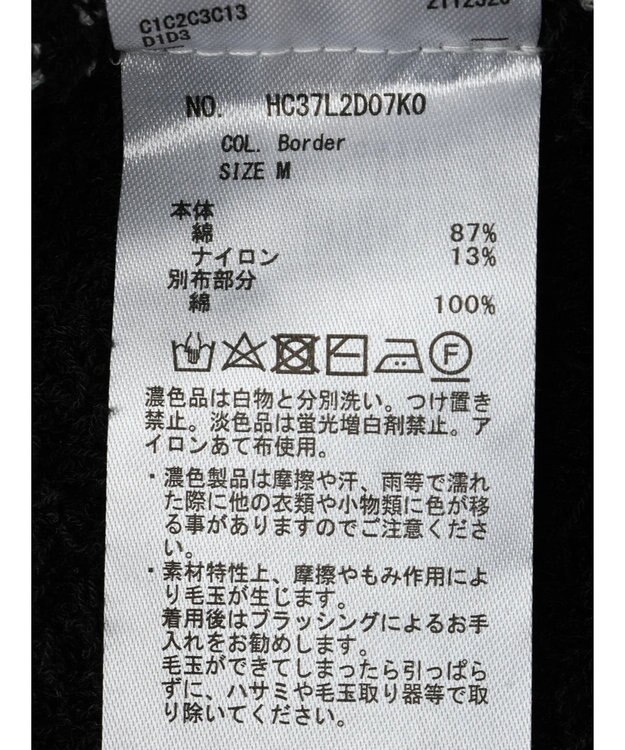 C1C2C3C13
D1D3
NO. HC37L2D07K0
COL. Border
SIZE M
本体
綿 87%
ナイロン 13%
別布部分
綿 100%
F
濃色品は白物と分別洗い。つけ置き
禁止。淡色品は蛍光増白剤禁止。ア
イロンあて布使用。
・濃色製品は摩擦や汗、雨等で濡れ
た際に他の衣類や小物類に色が移
る事がありますのでご注意くださ
い。
・素材特性上、摩擦やもみ作用によ
り毛玉が生じます。
着用後はブラッシングによるお手
入れをお勧めします。
毛玉ができてしまったら引っぱら
ずに、ハサミや毛玉取り器等で取
り除いてください。